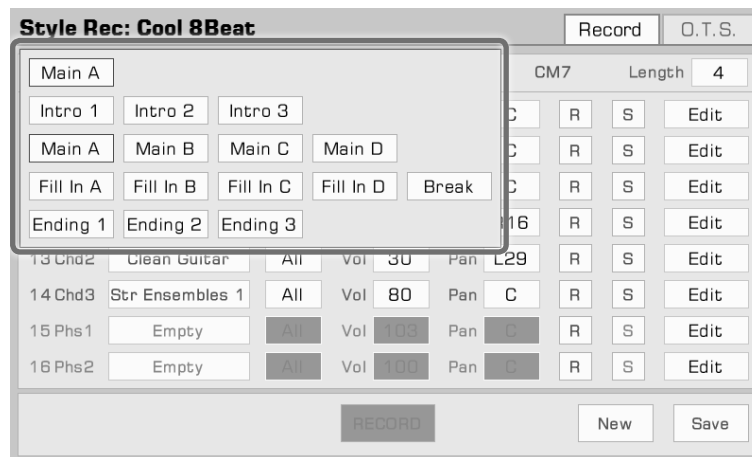 Style Rec: Cool 8Beat Record O.T.S.
Main A CM7 Length 4
Intro 1 Intro 2 Intro 3 C R S Edit
Main A Main B Main C Main D C R S Edit
Fill In A Fill In B Fill In C Fill In D Break C R S Edit
Ending 1 Ending 2 Ending 3 16 R S Edit
13 Chd2 Clean Guitar All Vol 30 Pan L29 R S Edit
14 Chd3 Str Ensembles 1 All Vol 80 Pan C R S Edit
15 Phs1 Empty All Vol 103 Pan C R S Edit
16 Phs2 Empty All Vol 100 Pan C R S Edit
RECORD New Save